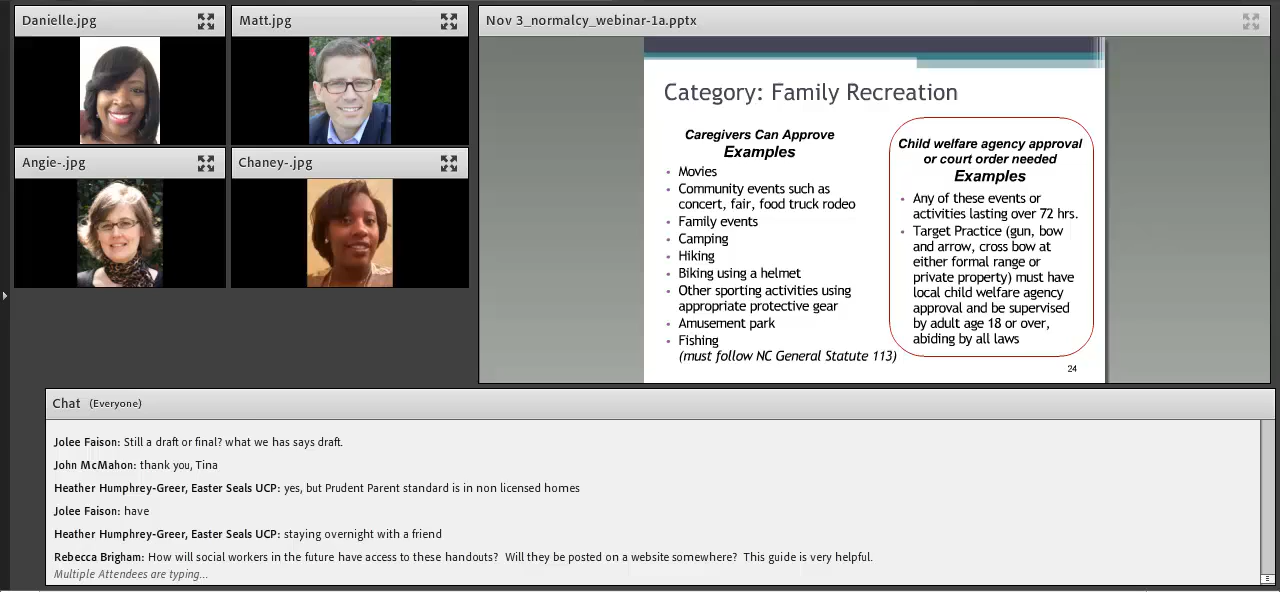 Danielle.jpg
Matt.jpg
Nov 3_normalcy_webinar-1a.pptx
Angie-.jpg
Chaney-.jpg
Category: Family Recreation
Caregivers Can Approve
Examples
• Movies
• Community events such as
concert, fair, food truck rodeo
• Family events
• Camping
• Hiking
• Biking using a helmet
• Other sporting activities using
appropriate protective gear
• Amusement park
• Fishing
(must follow NC General Statute 113)
Child welfare agency approval
or court order needed
Examples
• Any of these events or
activities lasting over 72 hrs.
• Target Practice (gun, bow
and arrow, cross bow at
either formal range or
private property) must have
local child welfare agency
approval and be supervised
by adult age 18 or over,
abiding by all laws
24
Chat (Everyone)
Jolee Faison: Still a draft or final? what we has says draft.
John McMahon: thank you, Tina
Heather Humphrey-Greer, Easter Seals UCP: yes, but Prudent Parent standard is in non licensed homes
Jolee Faison: have
Heather Humphrey-Greer, Easter Seals UCP: staying overnight with a friend
Rebecca Brigham: How will social workers in the future have access to these handouts?  Will they be posted on a website somewhere?  This guide is very helpful.
Multiple Attendees are typing...